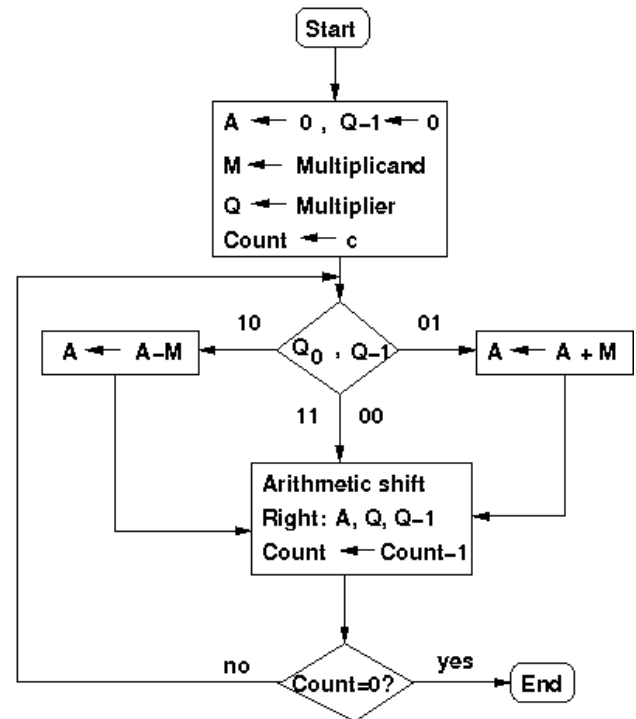 Start
A ← 0 , Q−1 ← 0
M ← Multiplicand
Q ← Multiplier
Count ← c
10
01
A ← A−M
Q0 , Q−1
A ← A + M
11 00
Arithmetic shift
Right: A, Q, Q−1
Count ← Count−1
no
yes
Count=0?
End